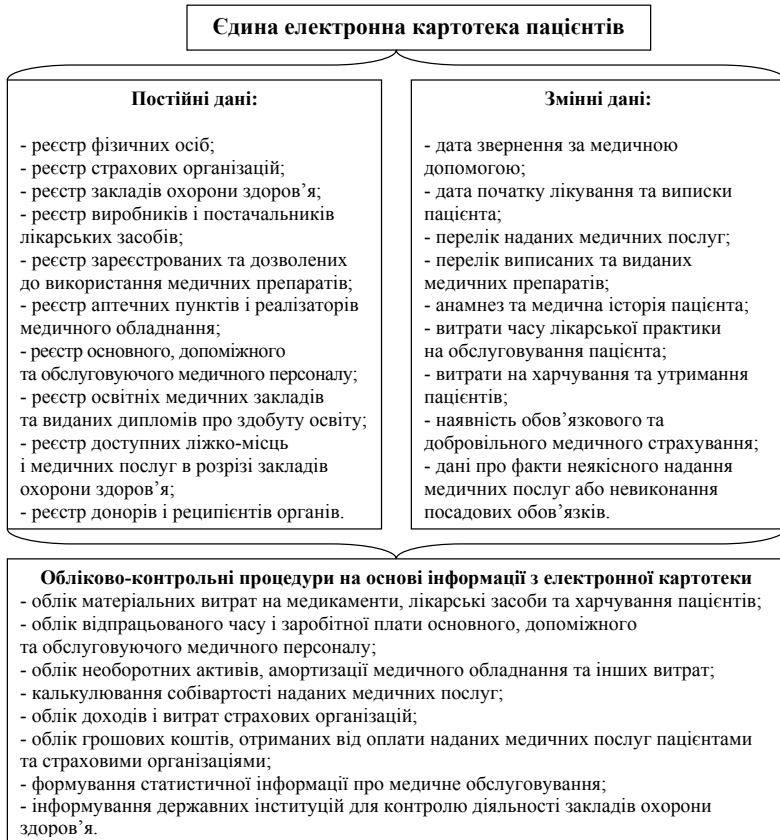 Єдина електронна картотека пацієнтів
Постійні дані:
- реєстр фізичних осіб;
- реєстр страхових організацій;
- реєстр закладів охорони здоров’я;
- реєстр виробників і постачальників
лікарських засобів;
- реєстр зареєстрованих та дозволених
до використання медичних препаратів;
- реєстр аптечних пунктів і реалізаторів
медичного обладнання;
- реєстр основного, допоміжного
та обслуговуючого медичного персоналу;
- реєстр освітніх медичних закладів
та виданих дипломів про здобуту освіту;
- реєстр доступних ліжко-місць
і медичних послуг в розрізі закладів
охорони здоров’я;
- реєстр донорів і реципієнтів органів.
Змінні дані:
- дата звернення за медичною
допомогою;
- дата початку лікування та виписки
пацієнта;
- перелік наданих медичних послуг;
- перелік виписаних та виданих
медичних препаратів;
- анамнез та медична історія пацієнта;
- витрати часу лікарської практики
на обслуговування пацієнта;
- витрати на харчування та утримання
пацієнтів;
- наявність обов’язкового та
добровільного медичного страхування;
- дані про факти неякісного надання
медичних послуг або невиконання
посадових обов’язків.
Обліково-контрольні процедури на основі інформації з електронної картотеки
- облік матеріальних витрат на медикаменти, лікарські засоби та харчування пацієнтів;
- облік відпрацьованого часу і заробітної плати основного, допоміжного
та обслуговуючого медичного персоналу;
- облік необоротних активів, амортизації медичного обладнання та інших витрат;
- калькулювання собівартості наданих медичних послуг;
- облік доходів і витрат страхових організацій;
- облік грошових коштів, отриманих від оплати наданих медичних послуг пацієнтами
та страховими організаціями;
- формування статистичної інформації про медичне обслуговування;
- інформування державних інституцій для контролю діяльності закладів охорони
здоров’я.